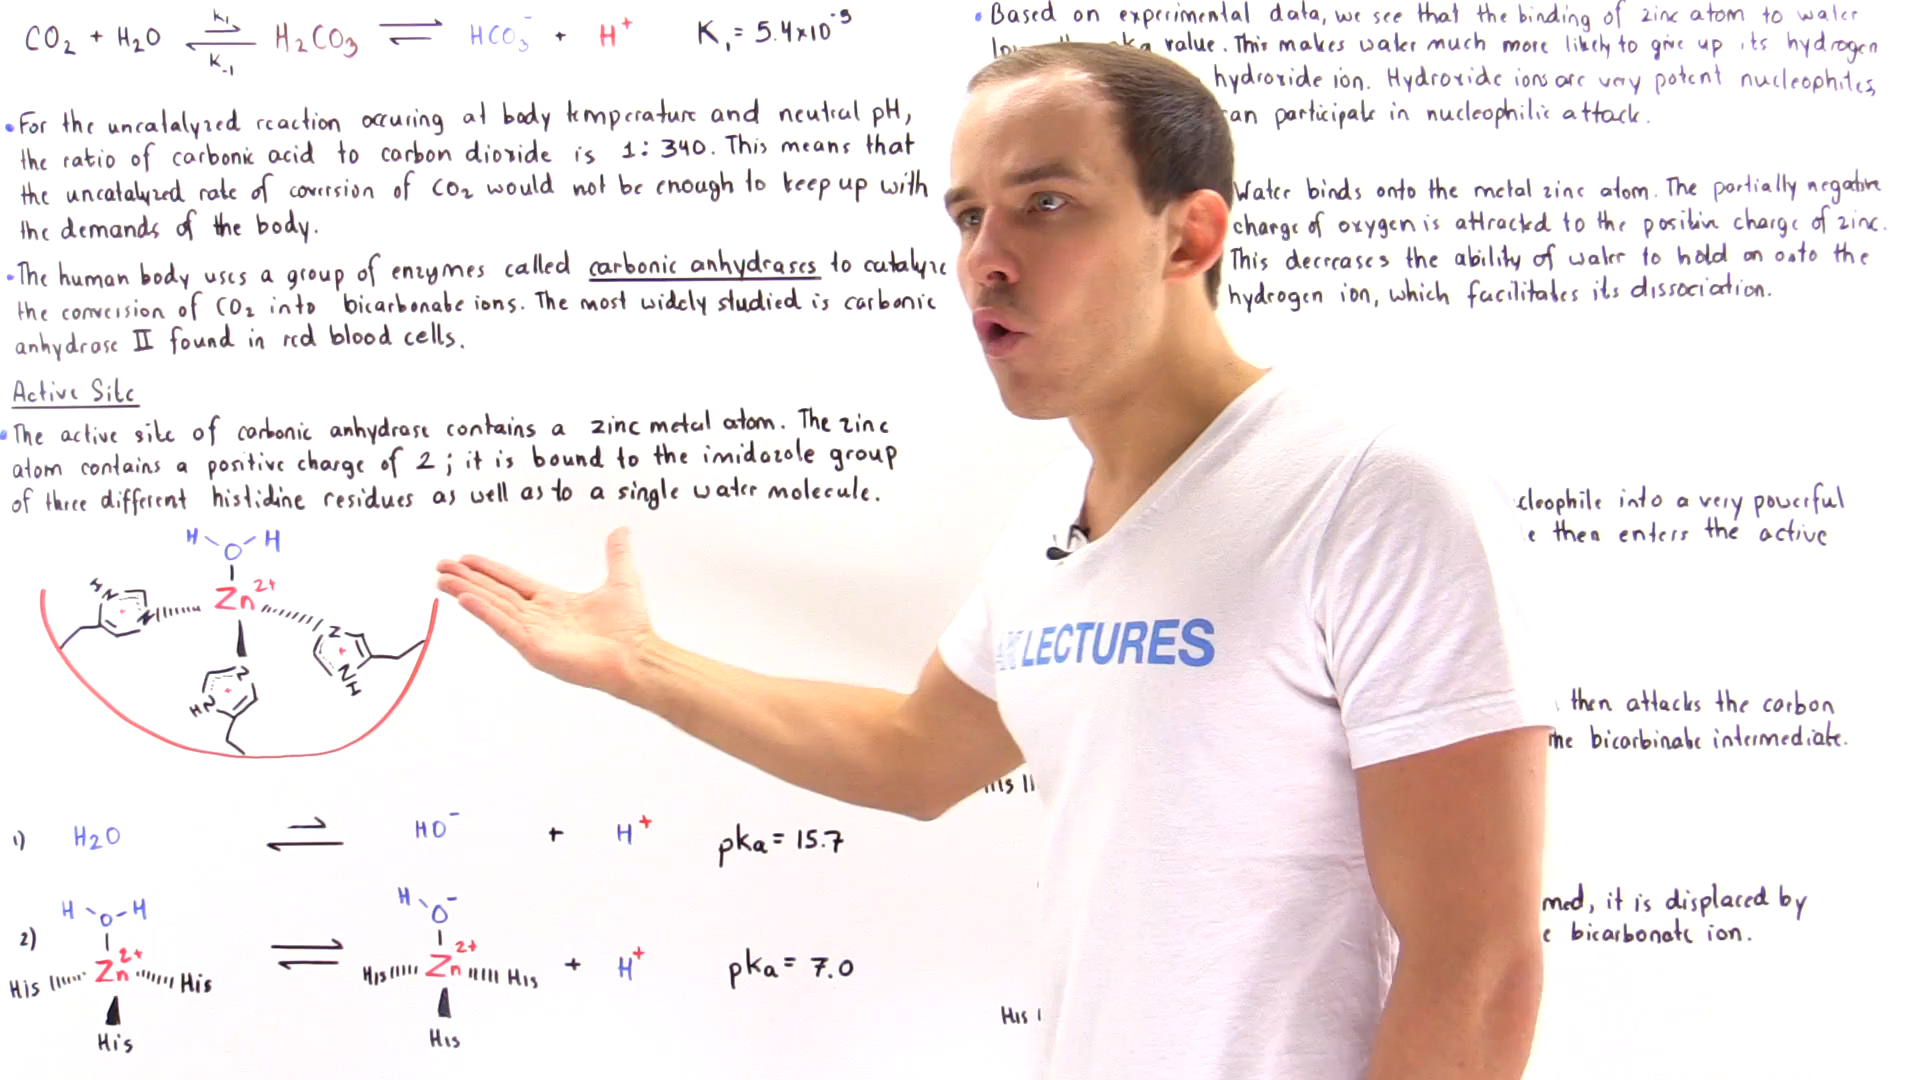 CO2 + H2O k1 k-1 H2CO3 HCO3- + H+ K1 = 5.4x10-5
• For the uncatalyzed reaction occuring at body temperature and neutral pH,
the ratio of carbonic acid to carbon dioxide is 1:340. This means that
the uncatalyzed rate of coversion of CO2 would not be enough to keep up with
the demands of the body.
• The human body uses a group of enzymes called carbonic anhydrases to catalyze
the conversion of CO2 into bicarbonate ions. The most widely studied is carbonic
anhydrase II found in red blood cells.
Active Site
• The active site of carbonic anhydrase contains a zinc metal atom. The zinc
atom contains a positive charge of 2; it is bound to the imidazole group
of three different histidine residues as well as to a single water molecule.
H O H
Zn2+
H N N
N N H
N HN
1) H2O HO- + H+ pka = 15.7
2) H O H H O-
Zn2+ Zn2+ + H+ pka = 7.0
His His His His
His His
• Based on experimental data, we see that the binding of zinc atom to water
pka value. This makes water much more likely to give up its hydrogen
hydroxide ion. Hydroxide ions are very potent nucleophiles,
can participate in nucleophilic attack.
Water binds onto the metal zinc atom. The partially negative
charge of oxygen is attracted to the positive charge of zinc.
This decreases the ability of water to hold on onto the
hydrogen ion, which facilitates its dissociation.
cleophile into a very powerful
e then enters the active
then attacks the carbon
bicarbinate intermediate.
His
med, it is displaced by
e bicarbonate ion.
His
LECTURES